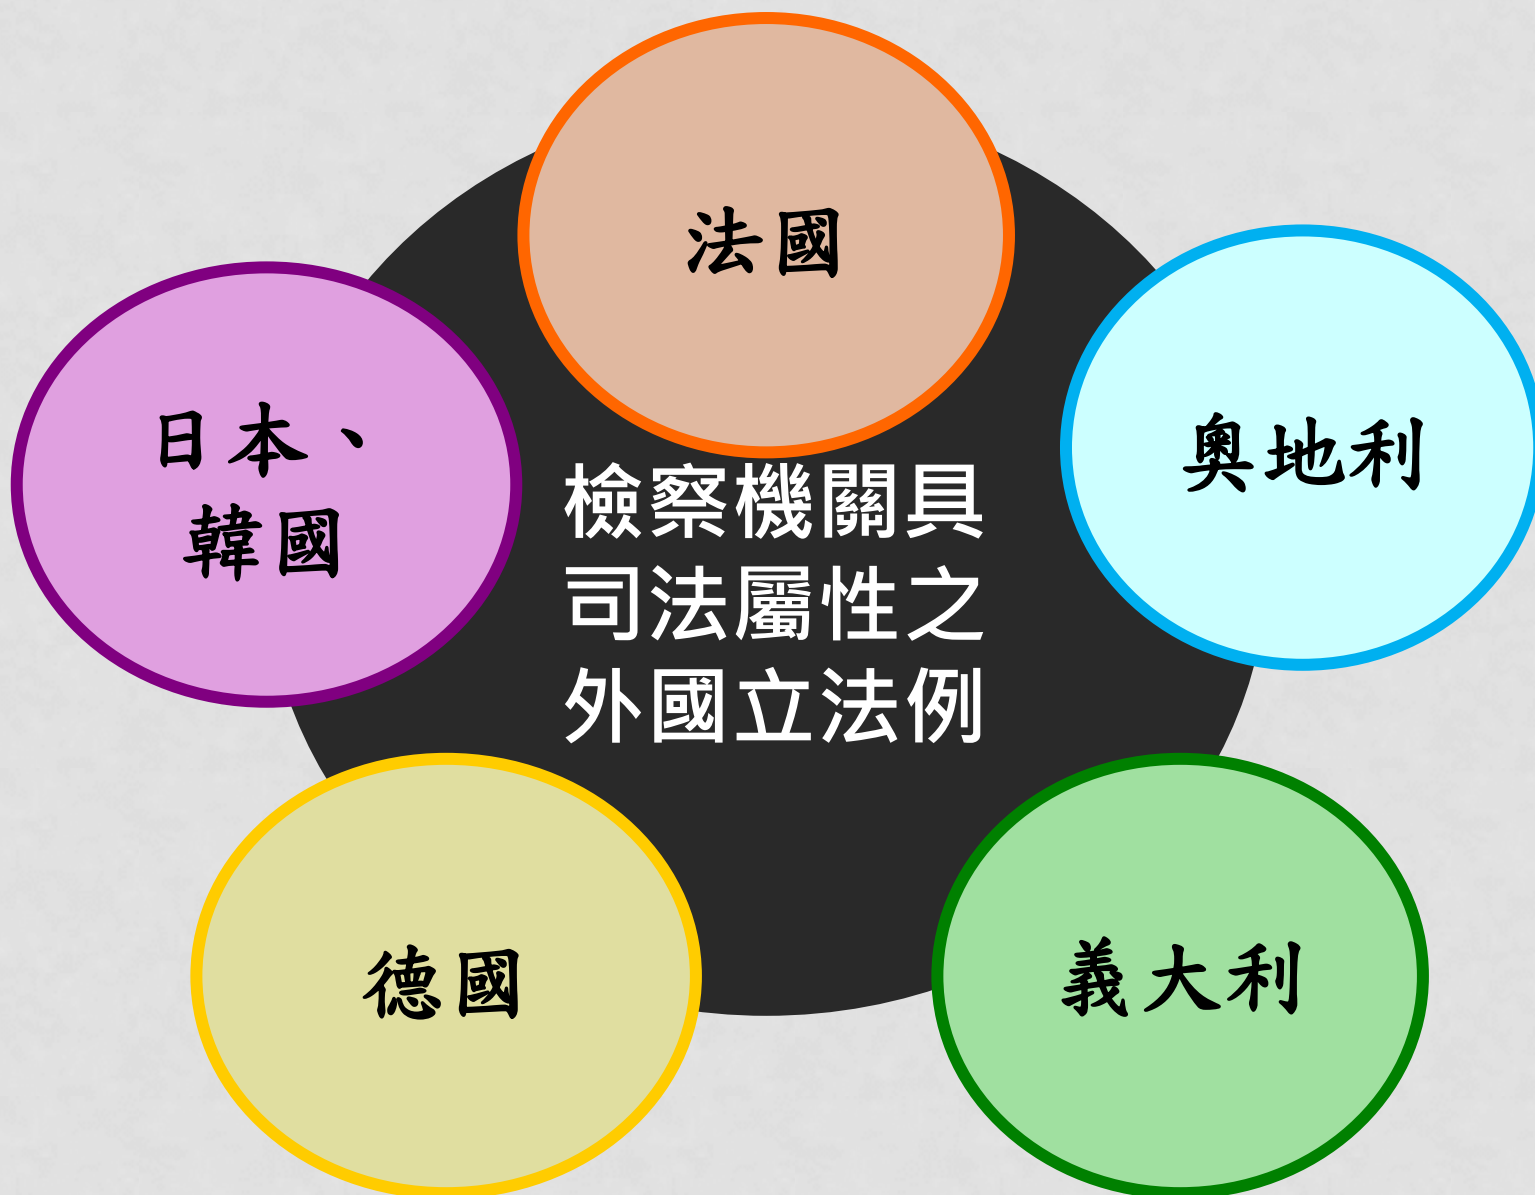 法國
奧地利
日本、
韓國
檢察機關具
司法屬性之
外國立法例
德國
義大利